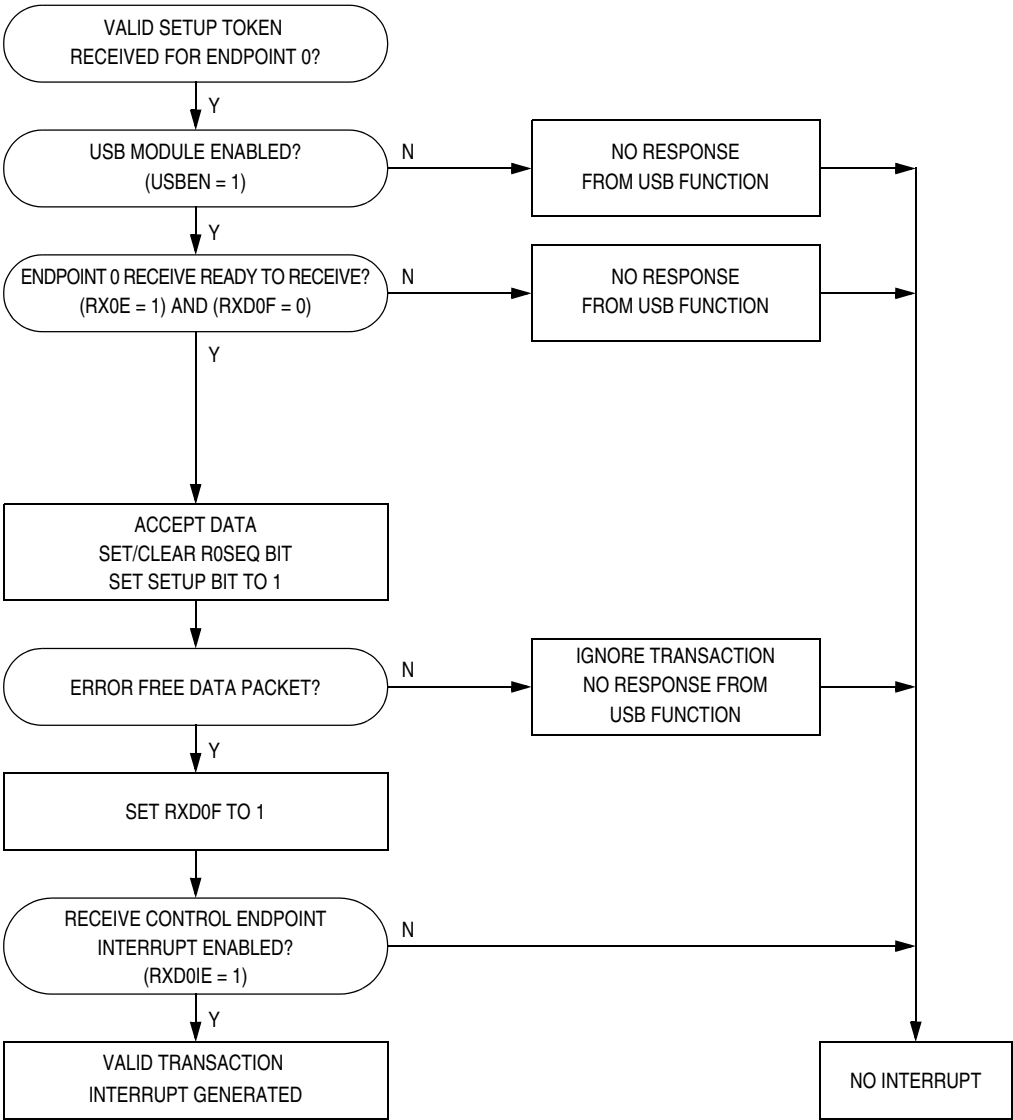 VALID SETUP TOKEN
RECEIVED FOR ENDPOINT 0?
Y
USB MODULE ENABLED?
(USBEN = 1)
N
NO RESPONSE
FROM USB FUNCTION
Y
ENDPOINT 0 RECEIVE READY TO RECEIVE?
(RX0E = 1) AND (RXD0F = 0)
N
NO RESPONSE
FROM USB FUNCTION
Y
ACCEPT DATA
SET/CLEAR R0SEQ BIT
SET SETUP BIT TO 1
ERROR FREE DATA PACKET?
N
IGNORE TRANSACTION
NO RESPONSE FROM
USB FUNCTION
Y
SET RXD0F TO 1
RECEIVE CONTROL ENDPOINT
INTERRUPT ENABLED?
(RXD0IE = 1)
N
Y
VALID TRANSACTION
INTERRUPT GENERATED
NO INTERRUPT